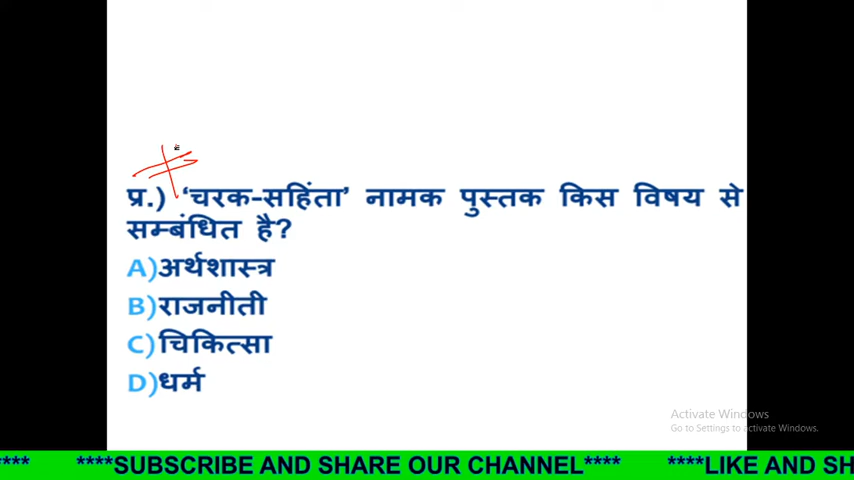 प्र.) ‘चरक-सहिंता’ नामक पुस्तक किस विषय से
सम्बंधित है?
A)अर्थशास्त्र
B)राजनीती
C)चिकित्सा
D)धर्म
Activate Windows
Go to Settings to activate Windows.
**** ****SUBSCRIBE AND SHARE OUR CHANNEL**** ****LIKE AND SHA